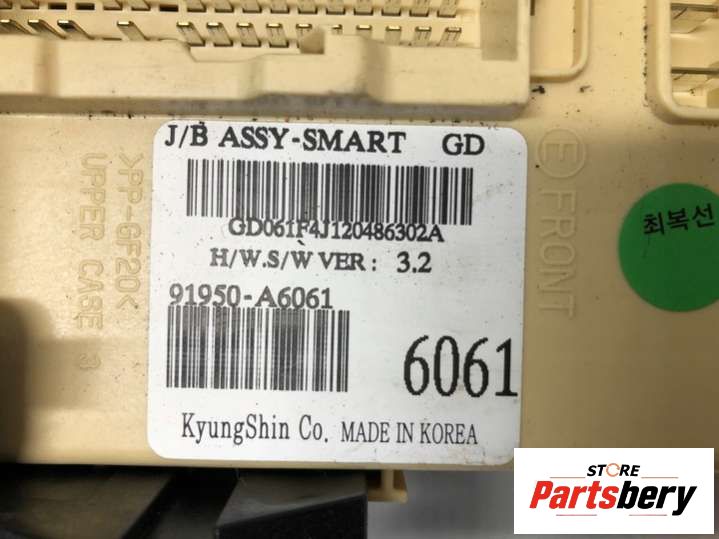 J/B ASSY-SMART GD
GD061F4J120486302A
H/W.S/W VER : 3.2
91950-A6061
6061
KyungShin Co. MADE IN KOREA
>PP-GF20<
UPPER CASE 3
E FRONT
최복선
STORE
Partsbery